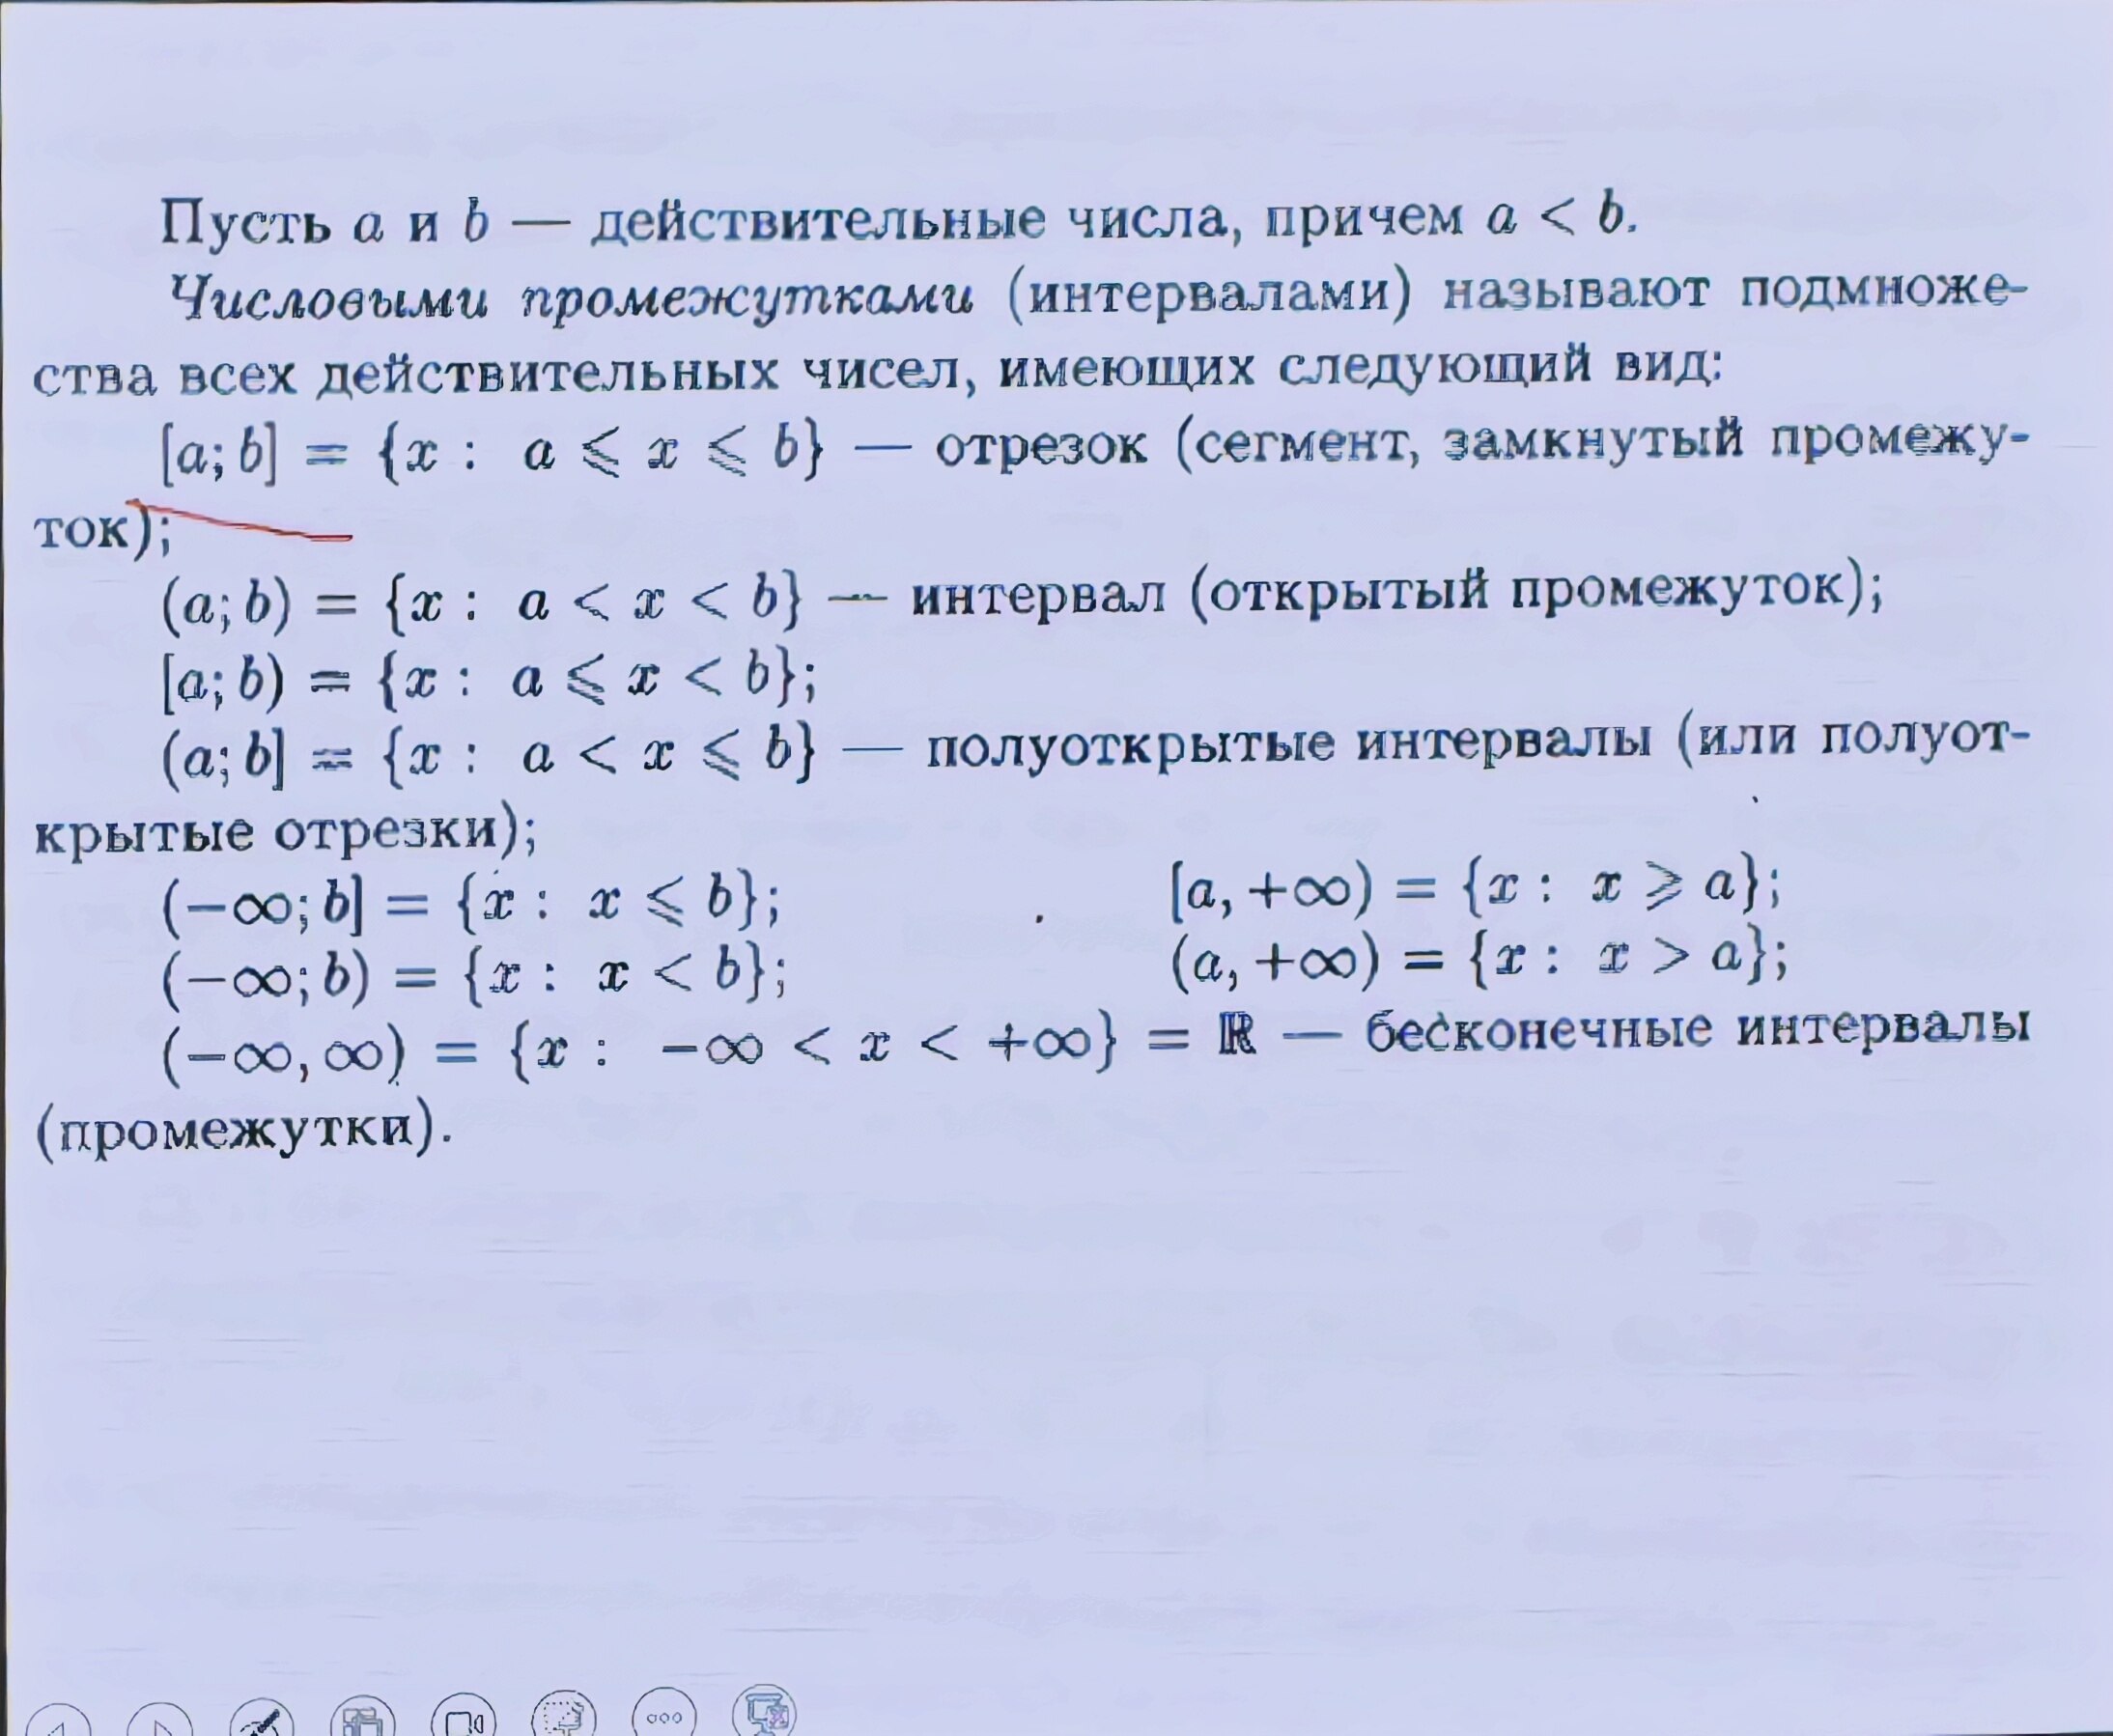 Пусть a и b — действительные числа, причем a < b.
Числовыми промежутками (интервалами) называют подмноже-
ства всех действительных чисел, имеющих следующий вид:
[a; b] = {x : a ⩽ x ⩽ b} — отрезок (сегмент, замкнутый промежу-
ток);
(a; b) = {x : a < x < b} — интервал (открытый промежуток);
[a; b) = {x : a ⩽ x < b};
(a; b] = {x : a < x ⩽ b} — полуоткрытые интервалы (или полуот-
крытые отрезки);
(−∞; b] = {x : x ⩽ b}; [a, +∞) = {x : x ⩾ a};
(−∞; b) = {x : x < b}; (a, +∞) = {x : x > a};
(−∞, ∞) = {x : −∞ < x < +∞} = ℝ — бесконечные интервалы
(промежутки).